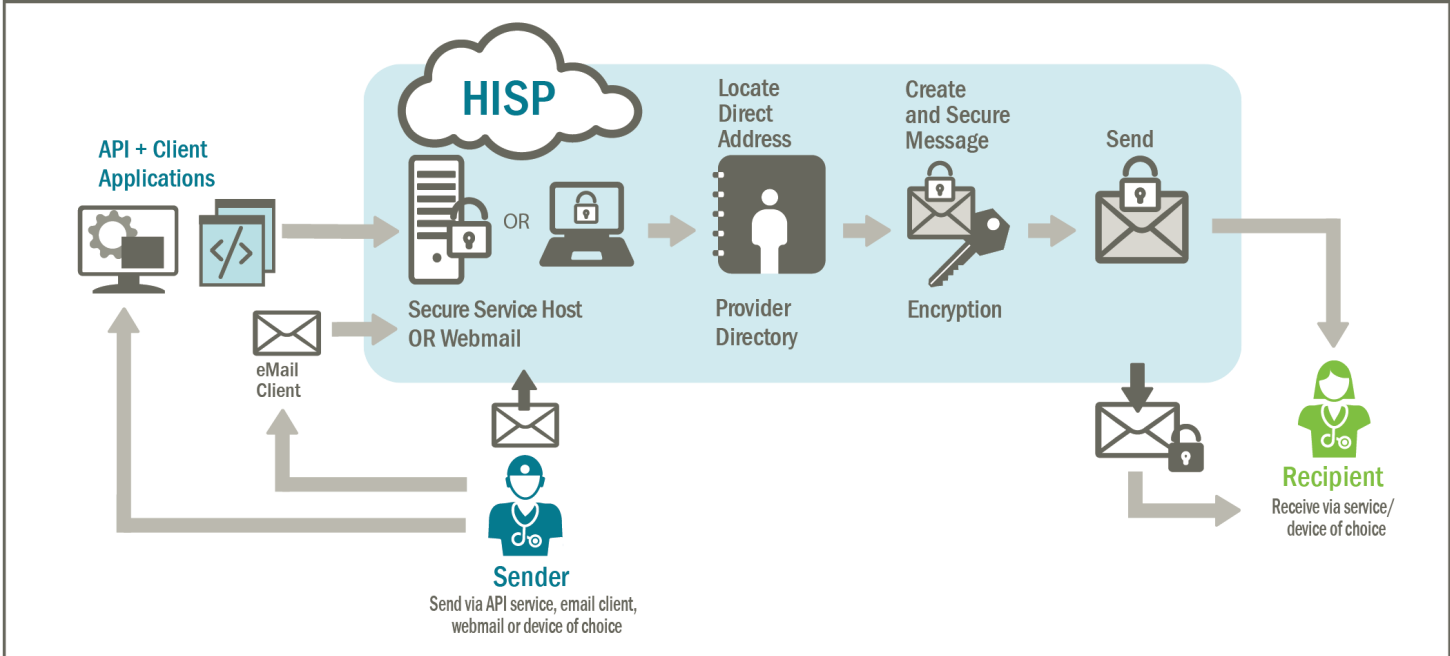 HISP
API + Client
Applications
</>
OR
Secure Service Host
OR Webmail
eMail
Client
Locate
Direct
Address
Provider
Directory
Create
and Secure
Message
Encryption
Send
Sender
Send via API service, email client,
webmail or device of choice
Recipient
Receive via service/
device of choice